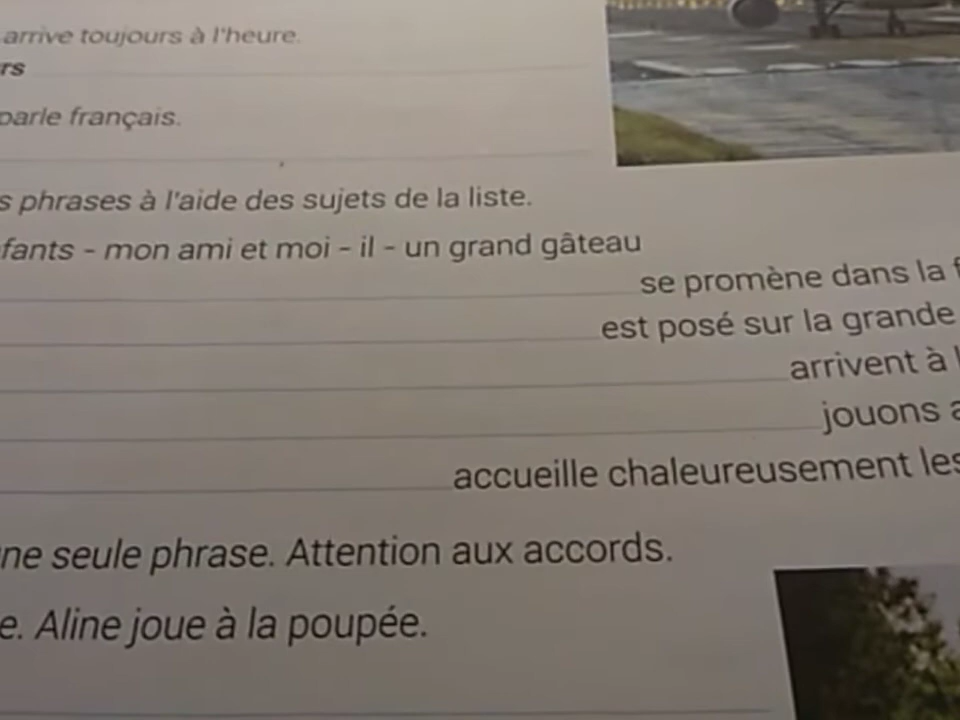 arrive toujours à l'heure.
rs
parle français.
s phrases à l'aide des sujets de la liste.
fants - mon ami et moi - il - un grand gâteau
se promène dans la f
est posé sur la grande
arrivent à l
jouons a
accueille chaleureusement les
ne seule phrase. Attention aux accords.
e. Aline joue à la poupée.